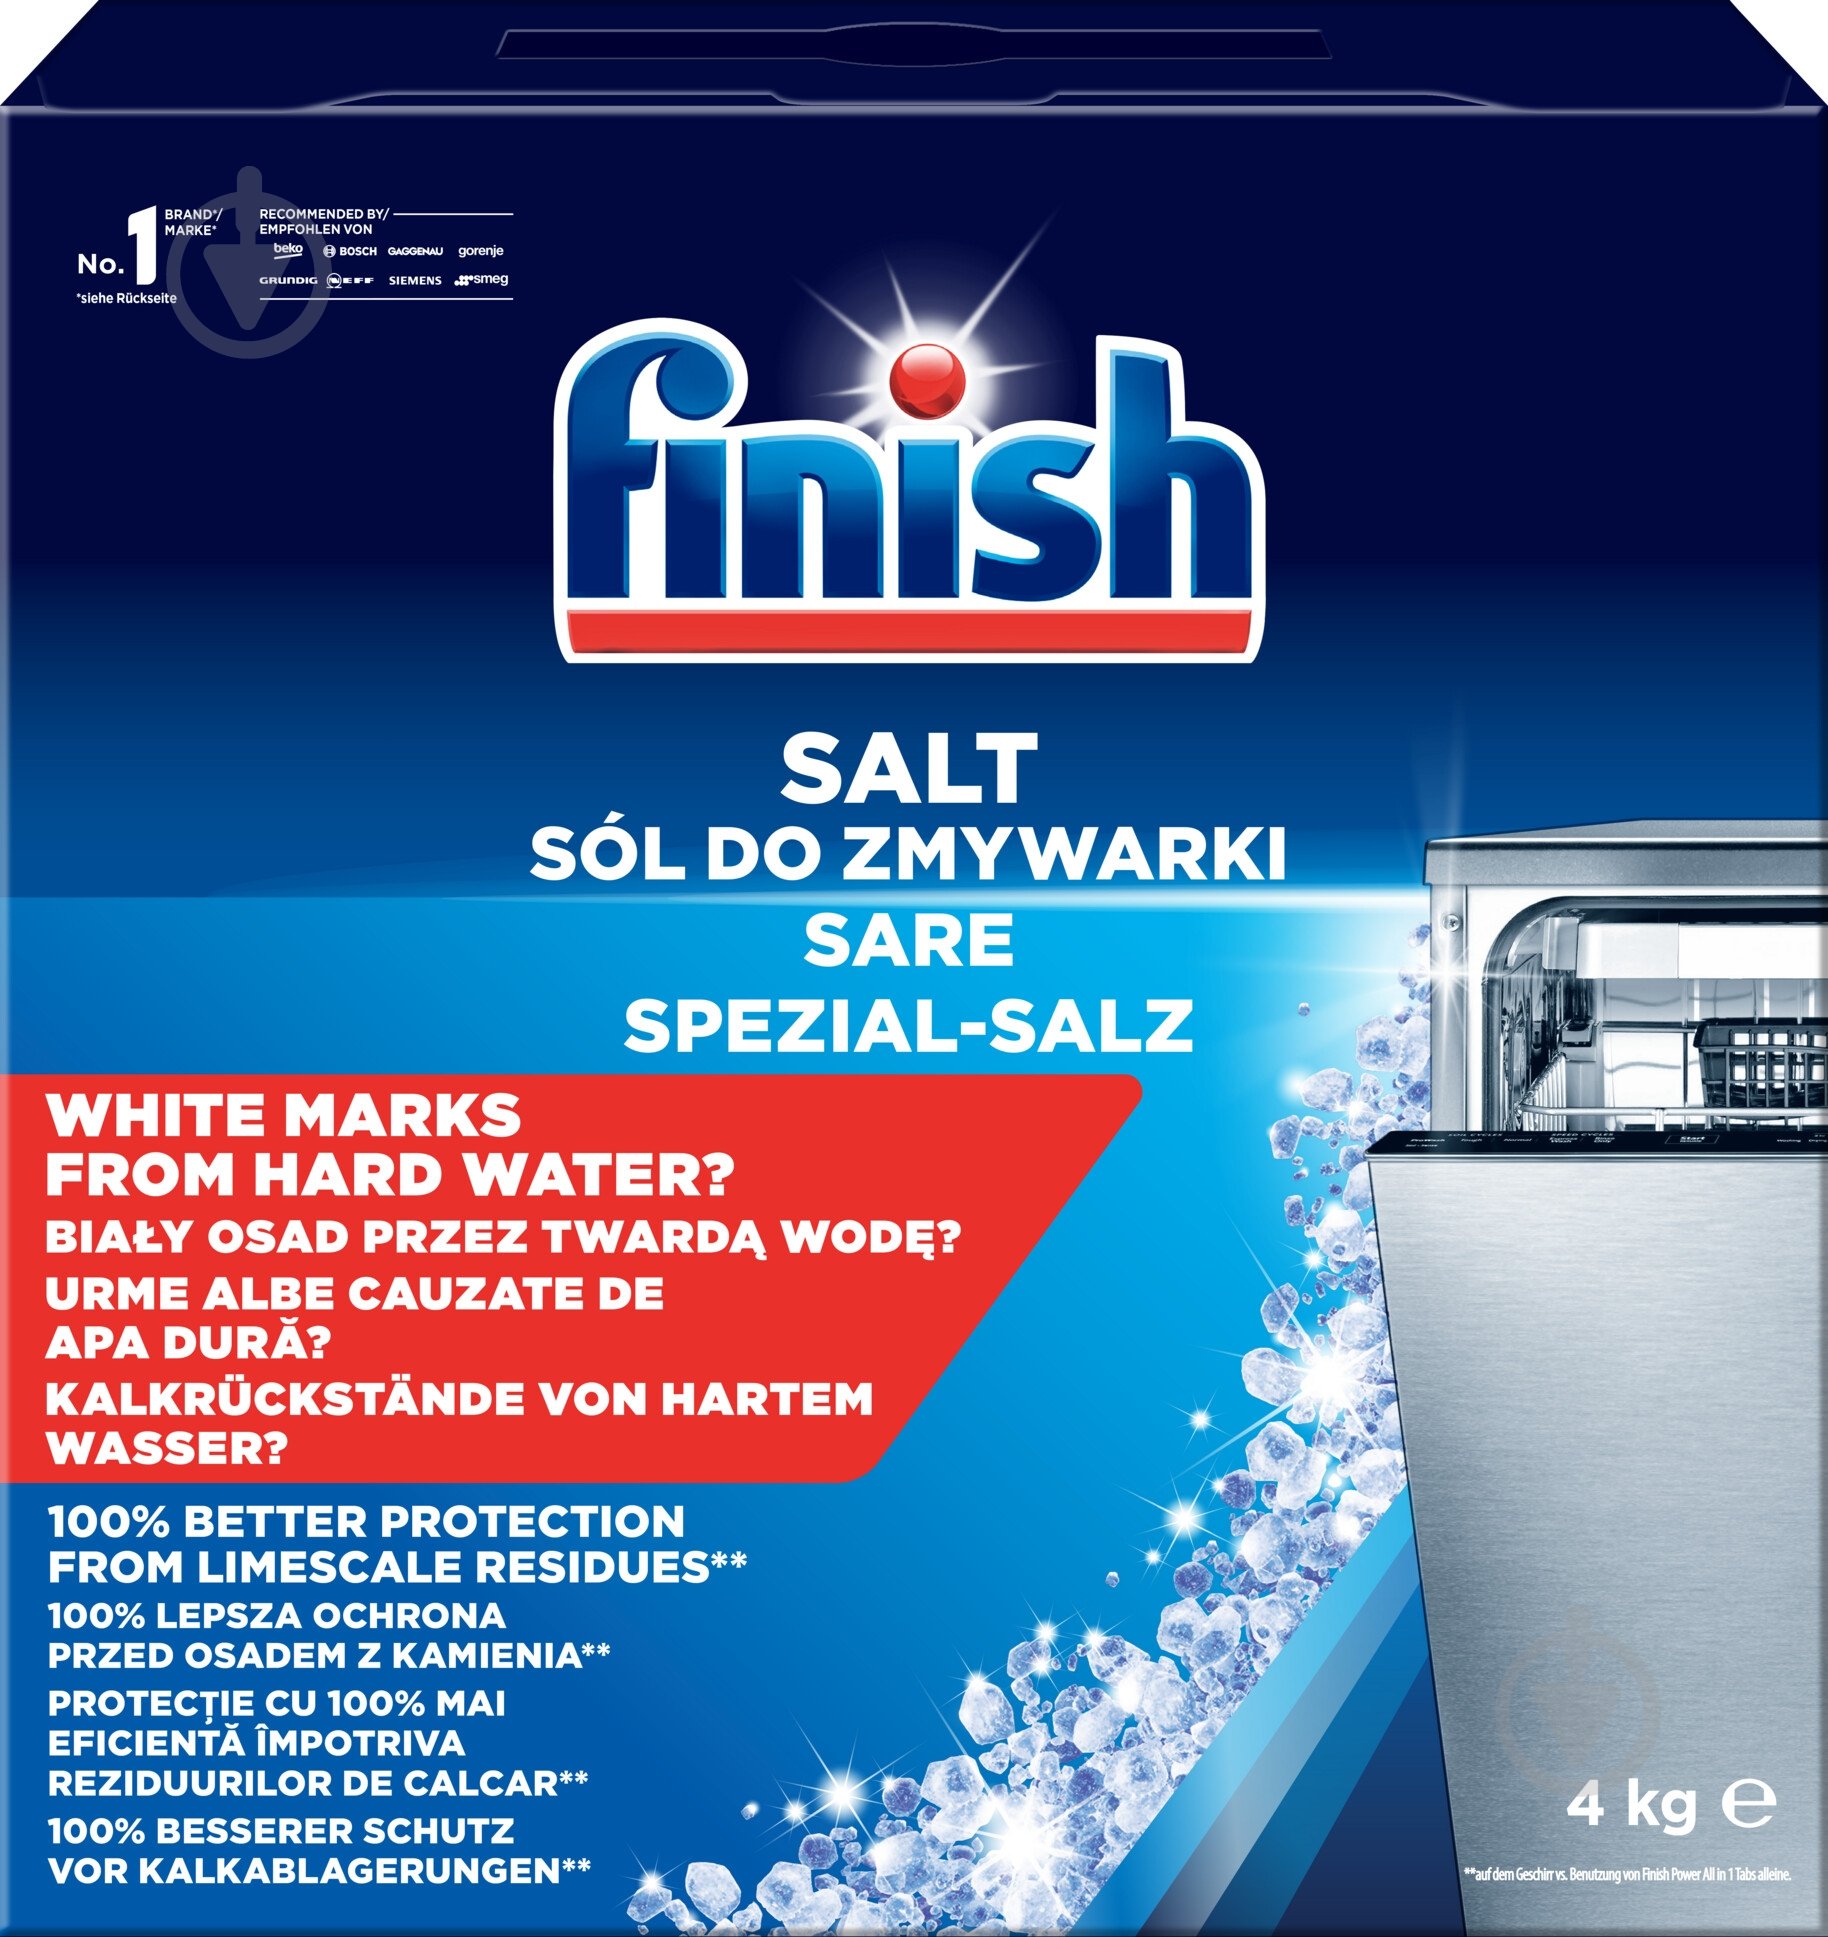 No. 1 BRAND*/
MARKE*
*siehe Rückseite
RECOMMENDED BY/
EMPFOHLEN VON
beko BOSCH GAGGENAU gorenje
GRUNDIG NEFF SIEMENS smeg
finish
SALT
SÓL DO ZMYWARKI
SARE
SPEZIAL-SALZ
WHITE MARKS
FROM HARD WATER?
BIAŁY OSAD PRZEZ TWARDĄ WODĘ?
URME ALBE CAUZATE DE
APA DURĂ?
KALKRÜCKSTÄNDE VON HARTEM
WASSER?
100% BETTER PROTECTION
FROM LIMESCALE RESIDUES**
100% LEPSZA OCHRONA
PRZED OSADEM Z KAMIENIA**
PROTECȚIE CU 100% MAI
EFICIENTĂ ÎMPOTRIVA
REZIDUURILOR DE CALCAR**
100% BESSERER SCHUTZ
VOR KALKABLAGERUNGEN**
SOIL CYCLES SPEED CYCLES
Start
4 kg e
**auf dem Geschirr vs. Benutzung von Finish Power All in 1 Tabs alleine.